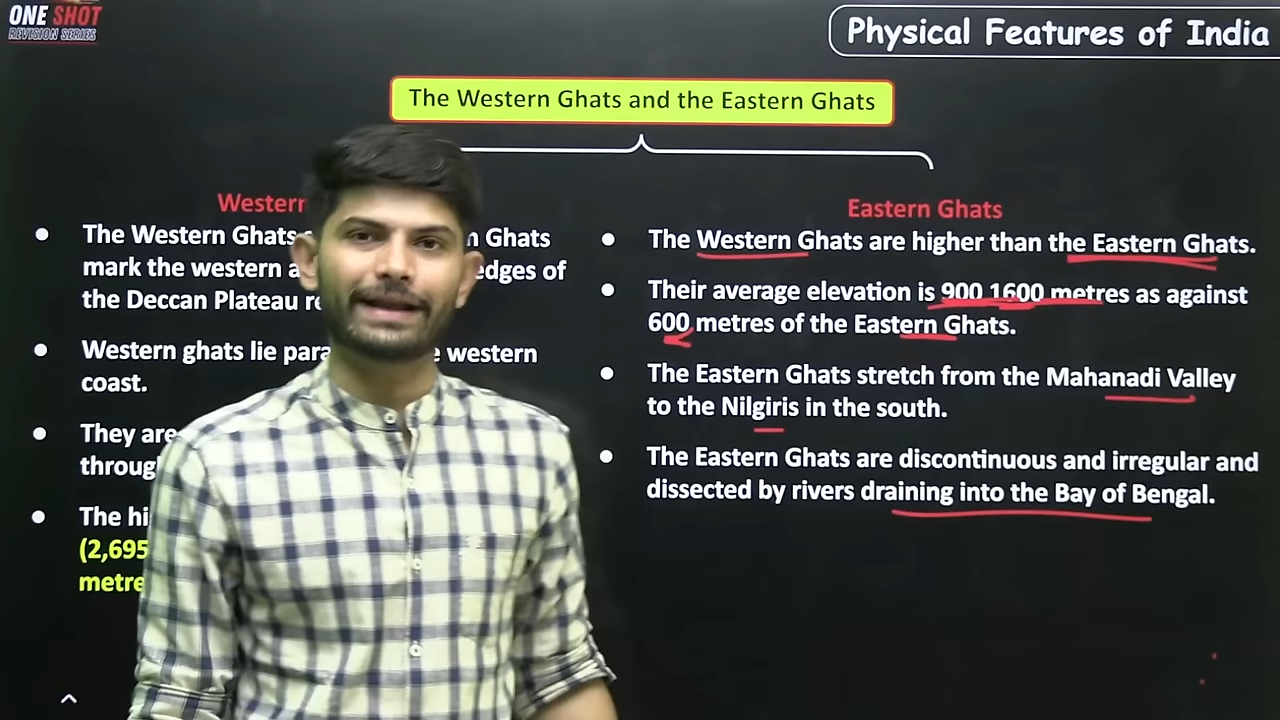 ONE SHOT
REVISION SERIES
Physical Features of India
The Western Ghats and the Eastern Ghats
Western
The Western Ghats n Ghats
mark the western a edges of
the Deccan Plateau re
Western ghats lie para e western
coast.
They are
throug
The hi
(2,695
metre
Eastern Ghats
The Western Ghats are higher than the Eastern Ghats.
Their average elevation is 900 1600 metres as against
600 metres of the Eastern Ghats.
The Eastern Ghats stretch from the Mahanadi Valley
to the Nilgiris in the south.
The Eastern Ghats are discontinuous and irregular and
dissected by rivers draining into the Bay of Bengal.